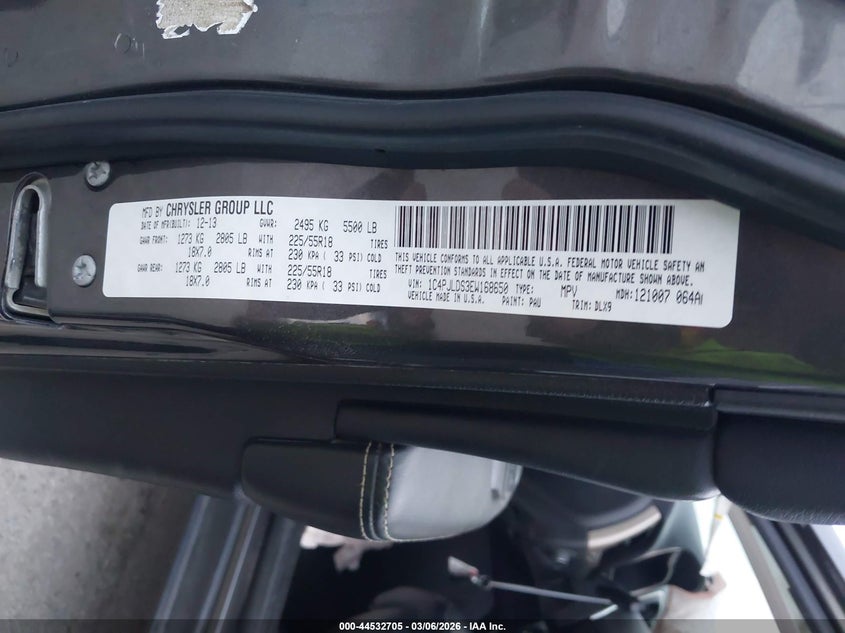 MFD BY CHRYSLER GROUP LLC
DATE OF MFR(BUILT): 12-13 GVWR: 2495 KG 5500 LB
GAWR FRONT: 1273 KG 2805 LB WITH 225/55R18 TIRES
18X7.0 RIMS AT 230 KPA ( 33 PSI) COLD
GAWR REAR: 1273 KG 2805 LB WITH 225/55R18 TIRES
18X7.0 RIMS AT 230 KPA ( 33 PSI) COLD
THIS VEHICLE CONFORMS TO ALL APPLICABLE U.S.A. FEDERAL MOTOR VEHICLE SAFETY AN
THEFT PREVENTION STANDARDS IN EFFECT ON THE DATE OF MANUFACTURE SHOWN ABOVE.
VIN: 1C4PJLDS3EW168650 TYPE: MPV MDH: 121007 064A
VEHICLE MADE IN U.S.A. PAINT: PAU TRIM: DLX9
000-44532705 - 03/06/2026 - IAA Inc.